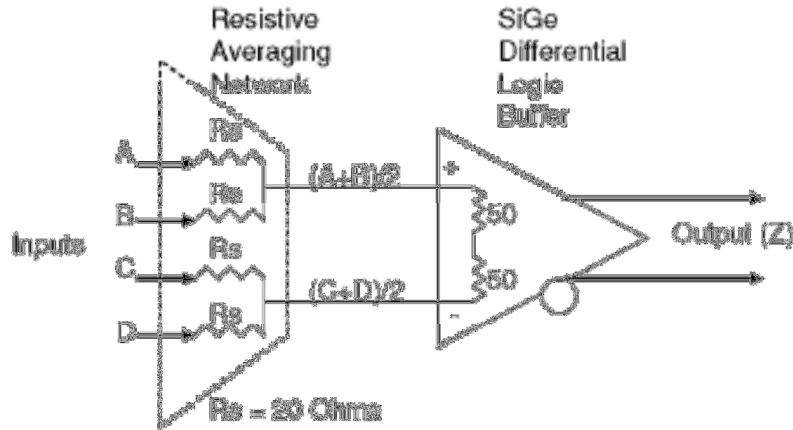 Resistive
Averaging
Network
SiGe
Differential
Logic
Buffer
A
Rs
(A+B)/2
+
B
Rs
50
Inputs
Output (Z)
C
Rs
(C+D)/2
50
D
Rs
-
Rs = 20 Ohms